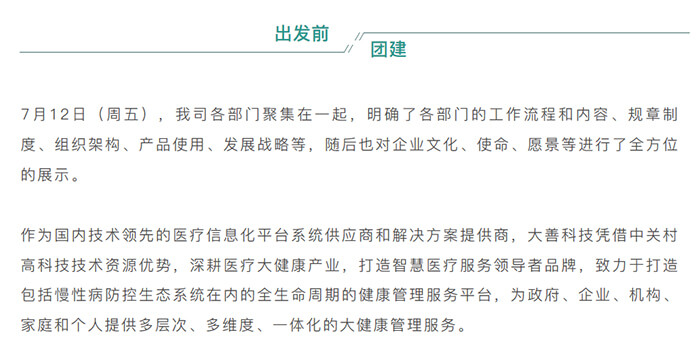 出发前
团建
7月12日（周五），我司各部门聚集在一起，明确了各部门的工作流程和内容、规章制
度、组织架构、产品使用、发展战略等，随后也对企业文化、使命、愿景等进行了全方位
的展示。
作为国内技术领先的医疗信息化平台系统供应商和解决方案提供商，大善科技凭借中关村
高科技技术资源优势，深耕医疗大健康产业，打造智慧医疗服务领导者品牌，致力于打造
包括慢性病防控生态系统在内的全生命周期的健康管理服务平台，为政府、企业、机构、
家庭和个人提供多层次、多维度、一体化的大健康管理服务。